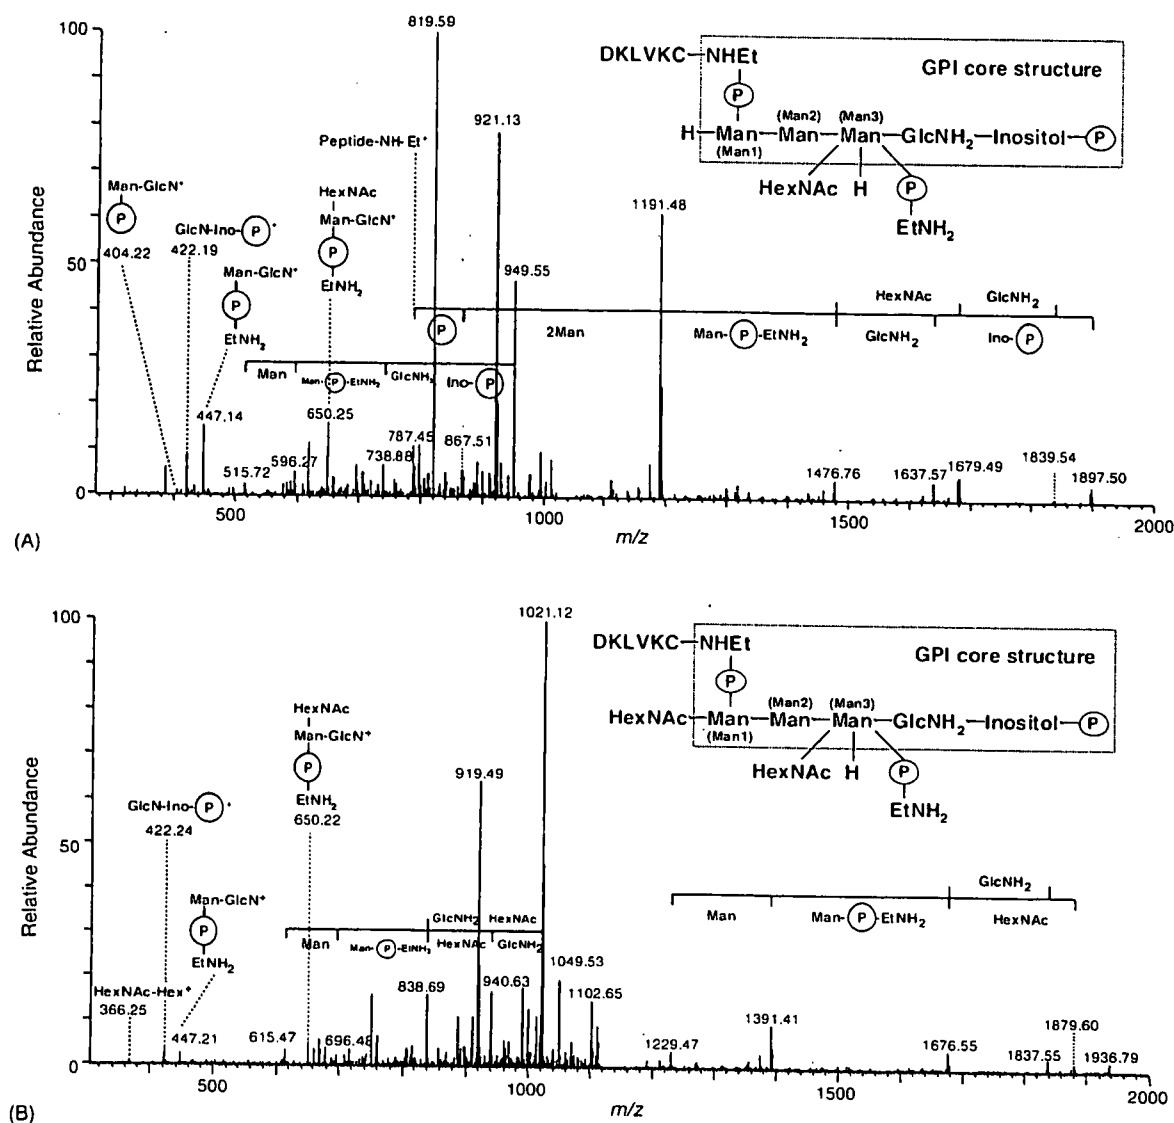 100
50
0
Relative Abundance
819.59
921.13
1191.48
949.55
Peptide-NH-Et⁺
Man-GlcN⁺
P
404.22
GlcN-Ino-P⁺
422.19
Man-GlcN⁺
P
EtNH₂
447.14
HexNAc
Man-GlcN⁺
P
EtNH₂
650.25
DKLVKC-NHEt
GPI core structure
P
(Man2) (Man3)
H-Man-Man-Man-GlcNH₂-Inositol-P
(Man1)
HexNAc H P
EtNH₂
HexNAc GlcNH₂
P 2Man Man-P-EtNH₂ GlcNH₂ Ino-P
Man Man-P-EtNH₂ GlcNH₂ Ino-P
515.72
596.27
738.88
787.45
867.51
1476.76
1637.57
1679.49
1839.54
1897.50
500 1000 1500 2000
m/z
(A)
100
50
0
Relative Abundance
1021.12
919.49
DKLVKC-NHEt
GPI core structure
P
(Man2) (Man3)
HexNAc-Man-Man-Man-GlcNH₂-Inositol-P
(Man1)
HexNAc H P
EtNH₂
HexNAc
Man-GlcN⁺
P
EtNH₂
650.22
GlcN-Ino-P⁺
422.24
Man-GlcN⁺
P
EtNH₂
447.21
HexNAc-Hex⁺
366.25
GlcNH₂
Man Man-P-EtNH₂ HexNAc
GlcNH₂ HexNAc
Man Man-P-EtNH₂ HexNAc GlcNH₂
615.47
696.48
838.69
940.63
1049.53
1102.65
1229.47
1391.41
1676.55
1837.55
1879.60
1936.79
500 1000 1500 2000
m/z
(B)